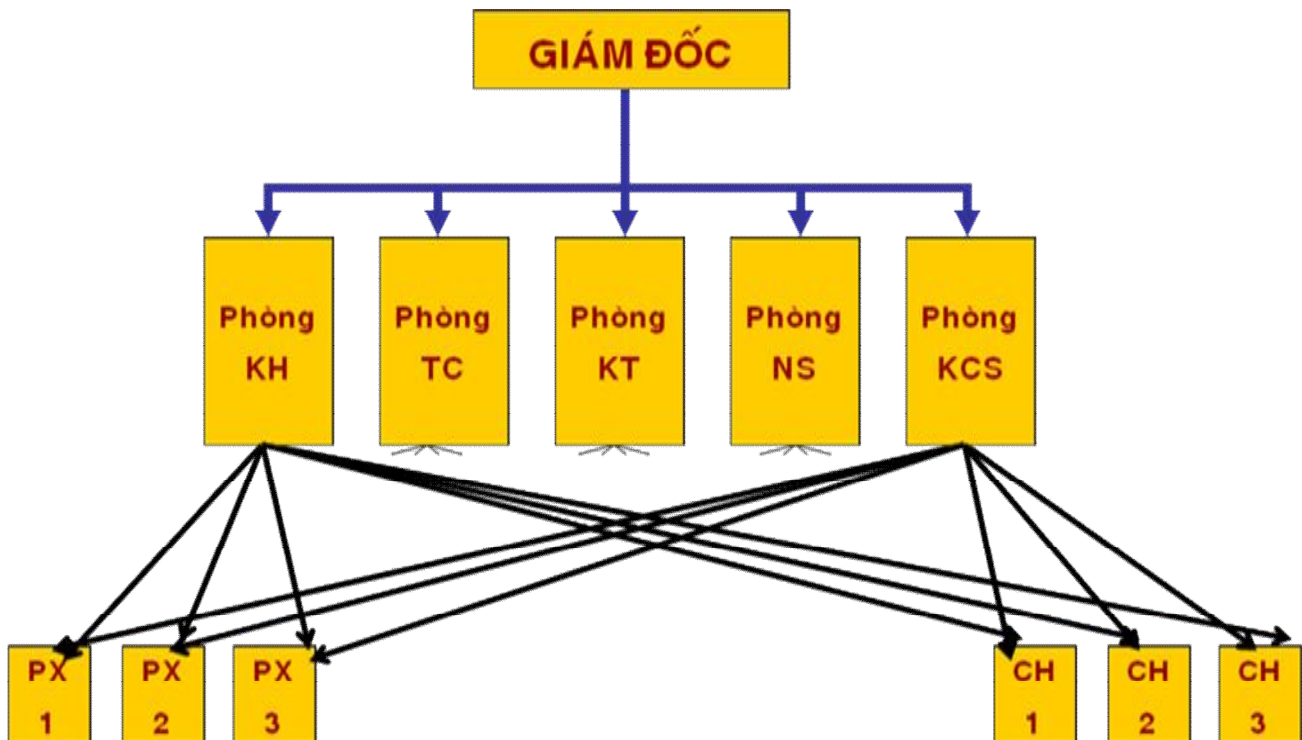 GIÁM ĐỐC
Phòng
KH
Phòng
TC
Phòng
KT
Phòng
NS
Phòng
KCS
PX
1
PX
2
PX
3
CH
1
CH
2
CH
3